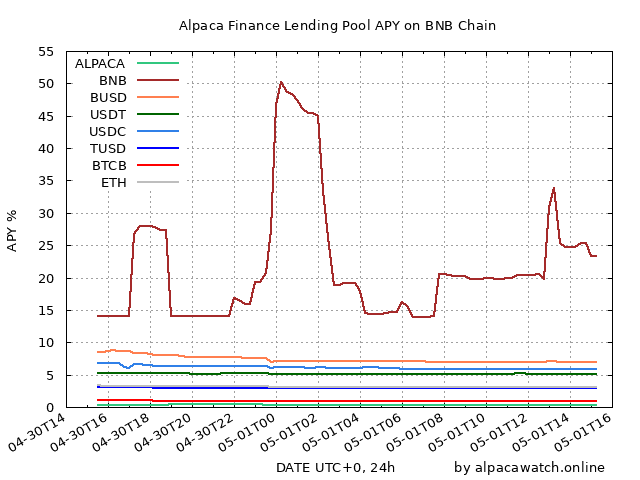 Alpaca Finance Lending Pool APY on BNB Chain
APY %
55
50
45
40
35
30
25
20
15
10
5
0
ALPACA
BNB
BUSD
USDT
USDC
TUSD
BTCB
ETH
04-30T14
04-30T16
04-30T18
04-30T20
04-30T22
05-01T00
05-01T02
05-01T04
05-01T06
05-01T08
05-01T10
05-01T12
05-01T14
05-01T16
DATE UTC+0, 24h
by alpacawatch.online